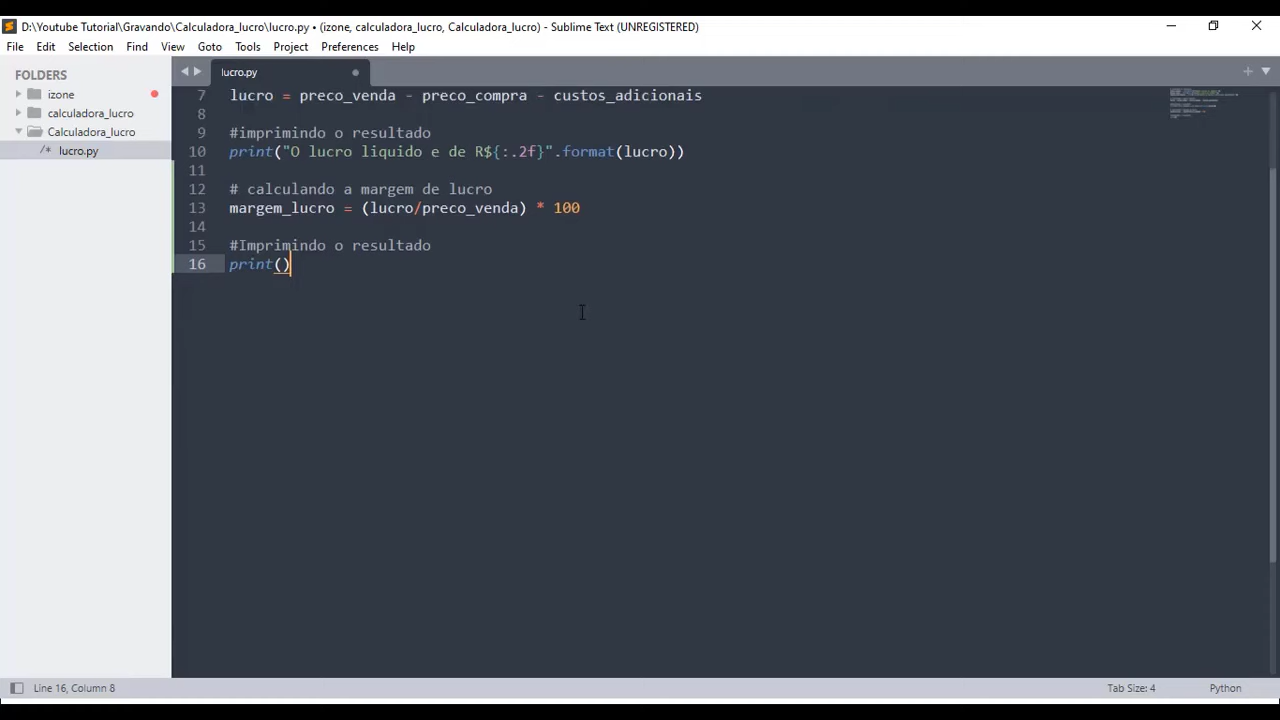 D:\Youtube Tutorial\Gravando\Calculadora_lucro\lucro.py • (izone, calculadora_lucro, Calculadora_lucro) - Sublime Text (UNREGISTERED)
File Edit Selection Find View Goto Tools Project Preferences Help
FOLDERS
izone
calculadora_lucro
Calculadora_lucro
/* lucro.py
lucro.py
7 lucro = preco_venda - preco_compra - custos_adicionais
8
9 #imprimindo o resultado
10 print("O lucro liquido e de R${:.2f}".format(lucro))
11
12 # calculando a margem de lucro
13 margem_lucro = (lucro/preco_venda) * 100
14
15 #Imprimindo o resultado
16 print()
Line 16, Column 8
Tab Size: 4
Python